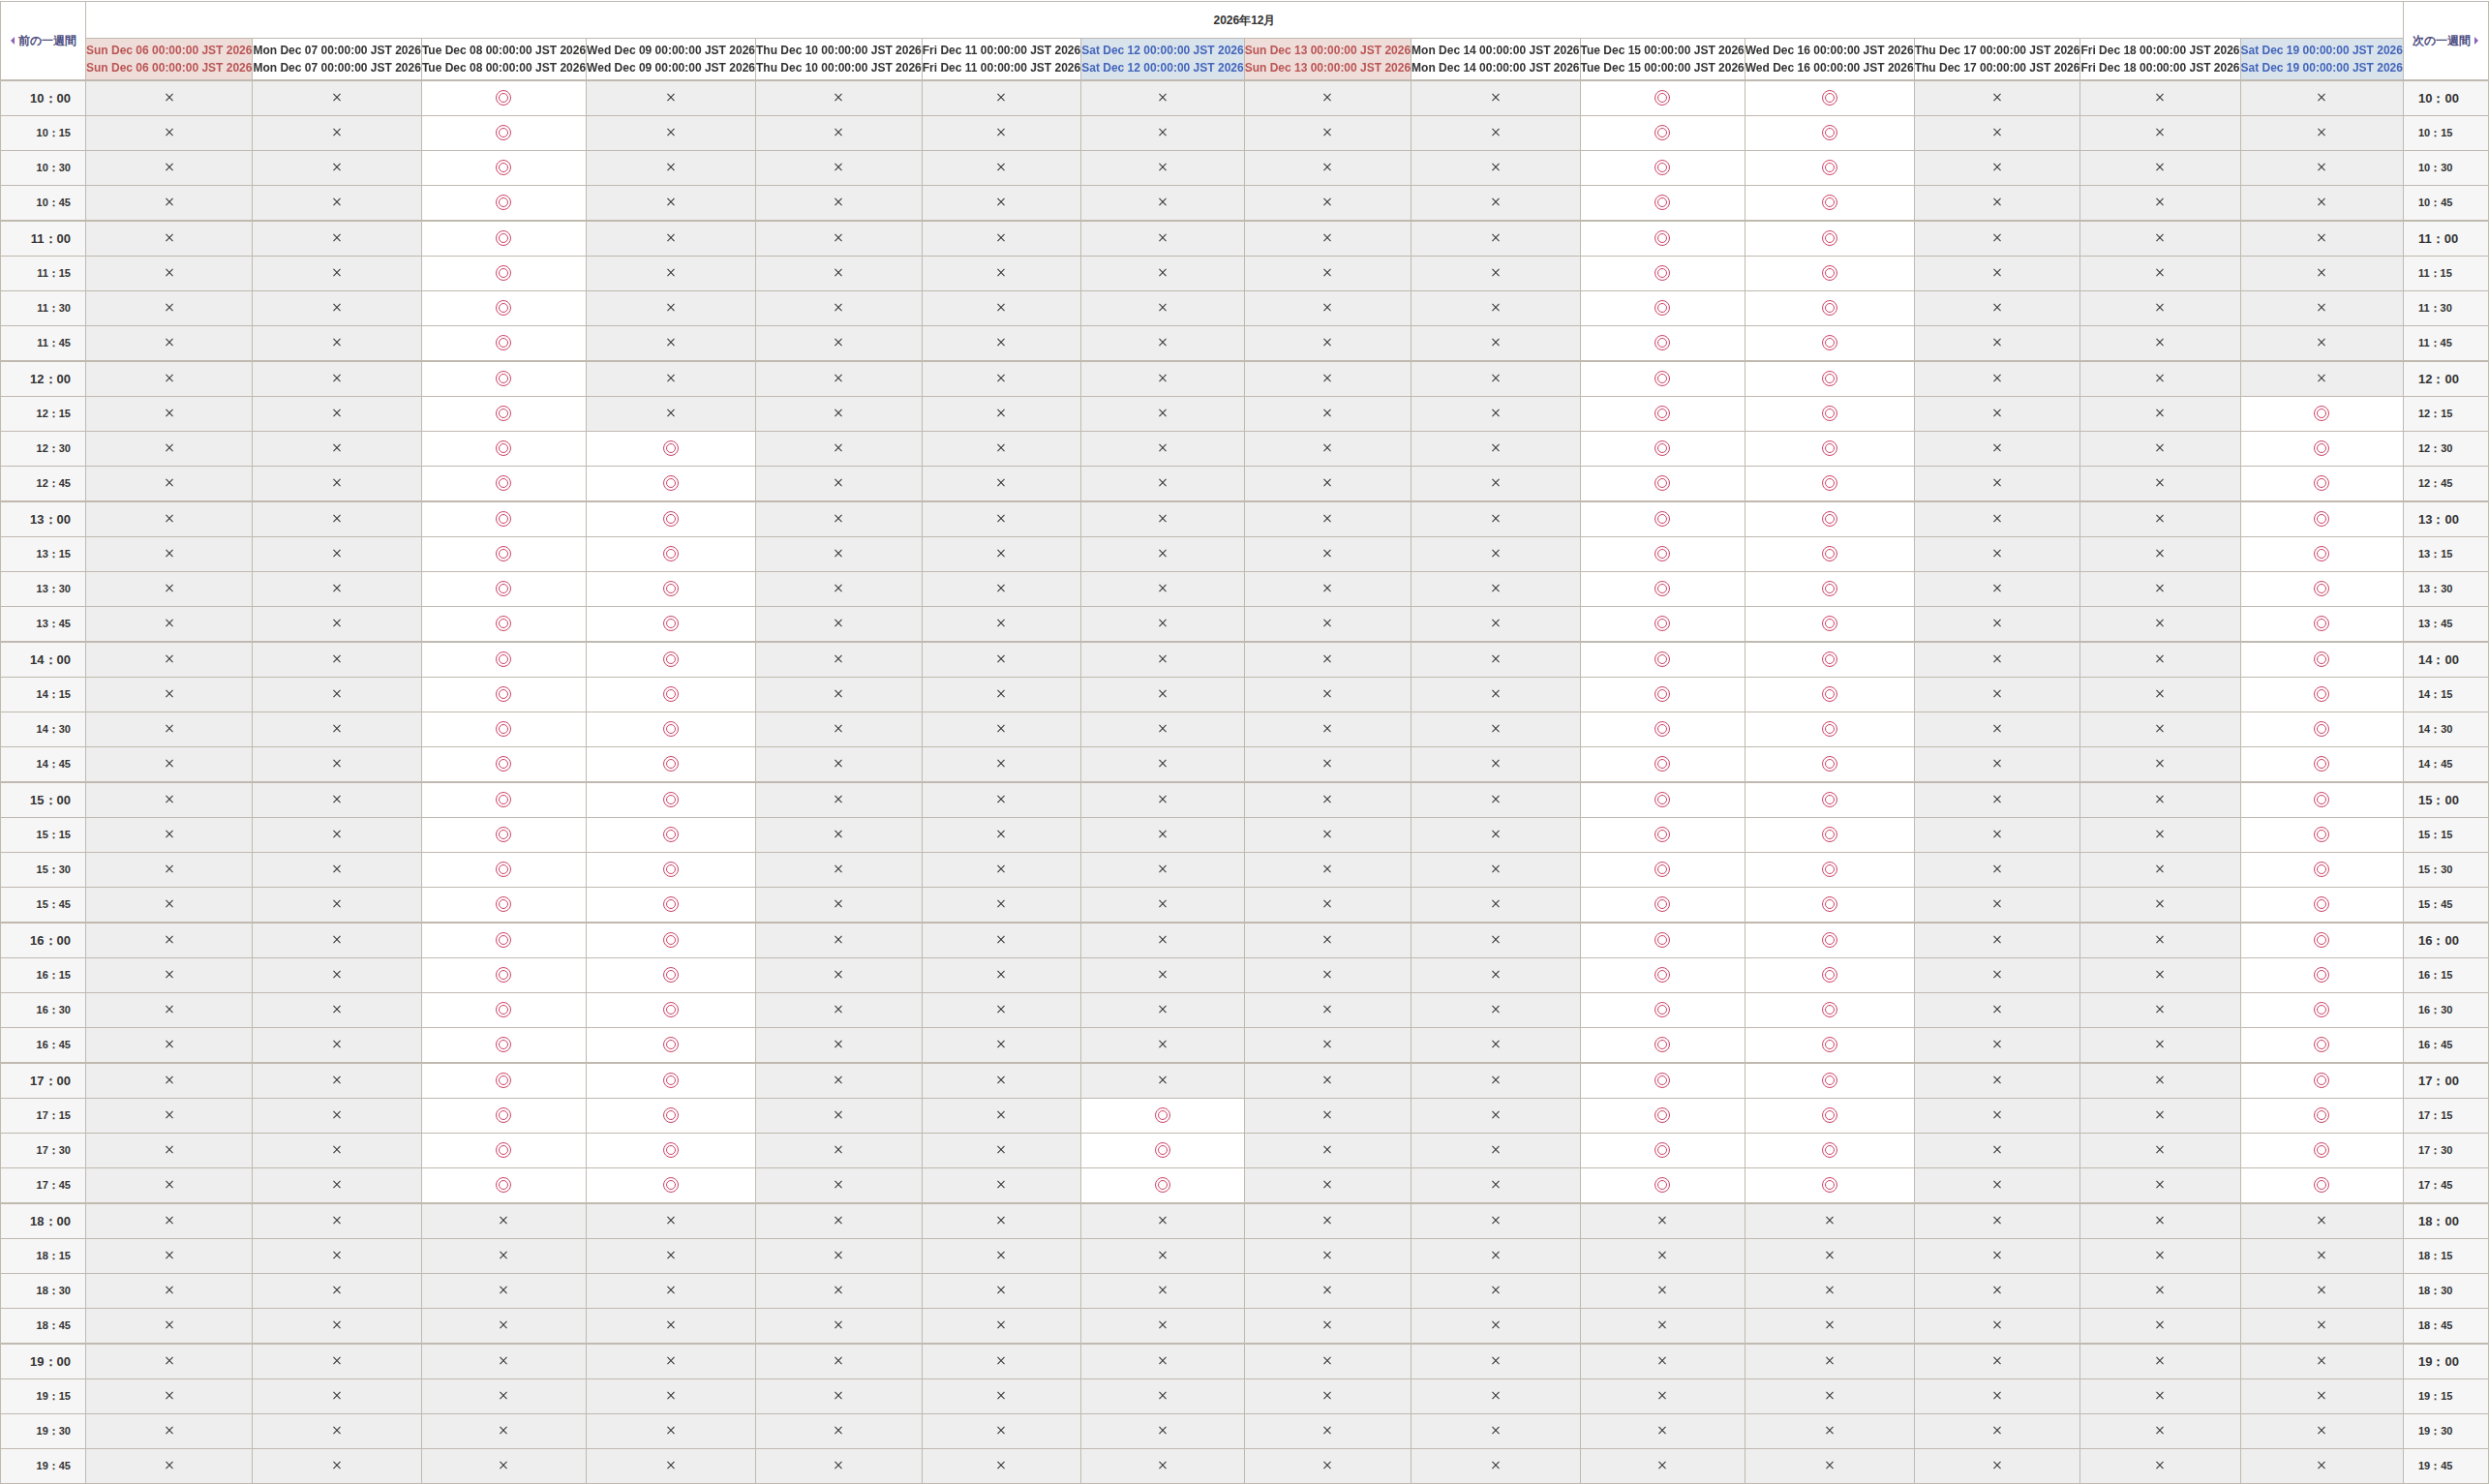 2026年12月
前の一週間 次の一週間
Sun Dec 06 00:00:00 JST 2026 Mon Dec 07 00:00:00 JST 2026 Tue Dec 08 00:00:00 JST 2026 Wed Dec 09 00:00:00 JST 2026 Thu Dec 10 00:00:00 JST 2026 Fri Dec 11 00:00:00 JST 2026 Sat Dec 12 00:00:00 JST 2026 Sun Dec 13 00:00:00 JST 2026 Mon Dec 14 00:00:00 JST 2026 Tue Dec 15 00:00:00 JST 2026 Wed Dec 16 00:00:00 JST 2026 Thu Dec 17 00:00:00 JST 2026 Fri Dec 18 00:00:00 JST 2026 Sat Dec 19 00:00:00 JST 2026
Sun Dec 06 00:00:00 JST 2026 Mon Dec 07 00:00:00 JST 2026 Tue Dec 08 00:00:00 JST 2026 Wed Dec 09 00:00:00 JST 2026 Thu Dec 10 00:00:00 JST 2026 Fri Dec 11 00:00:00 JST 2026 Sat Dec 12 00:00:00 JST 2026 Sun Dec 13 00:00:00 JST 2026 Mon Dec 14 00:00:00 JST 2026 Tue Dec 15 00:00:00 JST 2026 Wed Dec 16 00:00:00 JST 2026 Thu Dec 17 00:00:00 JST 2026 Fri Dec 18 00:00:00 JST 2026 Sat Dec 19 00:00:00 JST 2026
10：00 × × ◎ × × × × × × ◎ ◎ × × × 10：00
10：15 × × ◎ × × × × × × ◎ ◎ × × × 10：15
10：30 × × ◎ × × × × × × ◎ ◎ × × × 10：30
10：45 × × ◎ × × × × × × ◎ ◎ × × × 10：45
11：00 × × ◎ × × × × × × ◎ ◎ × × × 11：00
11：15 × × ◎ × × × × × × ◎ ◎ × × × 11：15
11：30 × × ◎ × × × × × × ◎ ◎ × × × 11：30
11：45 × × ◎ × × × × × × ◎ ◎ × × × 11：45
12：00 × × ◎ × × × × × × ◎ ◎ × × × 12：00
12：15 × × ◎ × × × × × × ◎ ◎ × × ◎ 12：15
12：30 × × ◎ ◎ × × × × × ◎ ◎ × × ◎ 12：30
12：45 × × ◎ ◎ × × × × × ◎ ◎ × × ◎ 12：45
13：00 × × ◎ ◎ × × × × × ◎ ◎ × × ◎ 13：00
13：15 × × ◎ ◎ × × × × × ◎ ◎ × × ◎ 13：15
13：30 × × ◎ ◎ × × × × × ◎ ◎ × × ◎ 13：30
13：45 × × ◎ ◎ × × × × × ◎ ◎ × × ◎ 13：45
14：00 × × ◎ ◎ × × × × × ◎ ◎ × × ◎ 14：00
14：15 × × ◎ ◎ × × × × × ◎ ◎ × × ◎ 14：15
14：30 × × ◎ ◎ × × × × × ◎ ◎ × × ◎ 14：30
14：45 × × ◎ ◎ × × × × × ◎ ◎ × × ◎ 14：45
15：00 × × ◎ ◎ × × × × × ◎ ◎ × × ◎ 15：00
15：15 × × ◎ ◎ × × × × × ◎ ◎ × × ◎ 15：15
15：30 × × ◎ ◎ × × × × × ◎ ◎ × × ◎ 15：30
15：45 × × ◎ ◎ × × × × × ◎ ◎ × × ◎ 15：45
16：00 × × ◎ ◎ × × × × × ◎ ◎ × × ◎ 16：00
16：15 × × ◎ ◎ × × × × × ◎ ◎ × × ◎ 16：15
16：30 × × ◎ ◎ × × × × × ◎ ◎ × × ◎ 16：30
16：45 × × ◎ ◎ × × × × × ◎ ◎ × × ◎ 16：45
17：00 × × ◎ ◎ × × × × × ◎ ◎ × × ◎ 17：00
17：15 × × ◎ ◎ × × ◎ × × ◎ ◎ × × ◎ 17：15
17：30 × × ◎ ◎ × × ◎ × × ◎ ◎ × × ◎ 17：30
17：45 × × ◎ ◎ × × ◎ × × ◎ ◎ × × ◎ 17：45
18：00 × × × × × × × × × × × × × × 18：00
18：15 × × × × × × × × × × × × × × 18：15
18：30 × × × × × × × × × × × × × × 18：30
18：45 × × × × × × × × × × × × × × 18：45
19：00 × × × × × × × × × × × × × × 19：00
19：15 × × × × × × × × × × × × × × 19：15
19：30 × × × × × × × × × × × × × × 19：30
19：45 × × × × × × × × × × × × × × 19：45